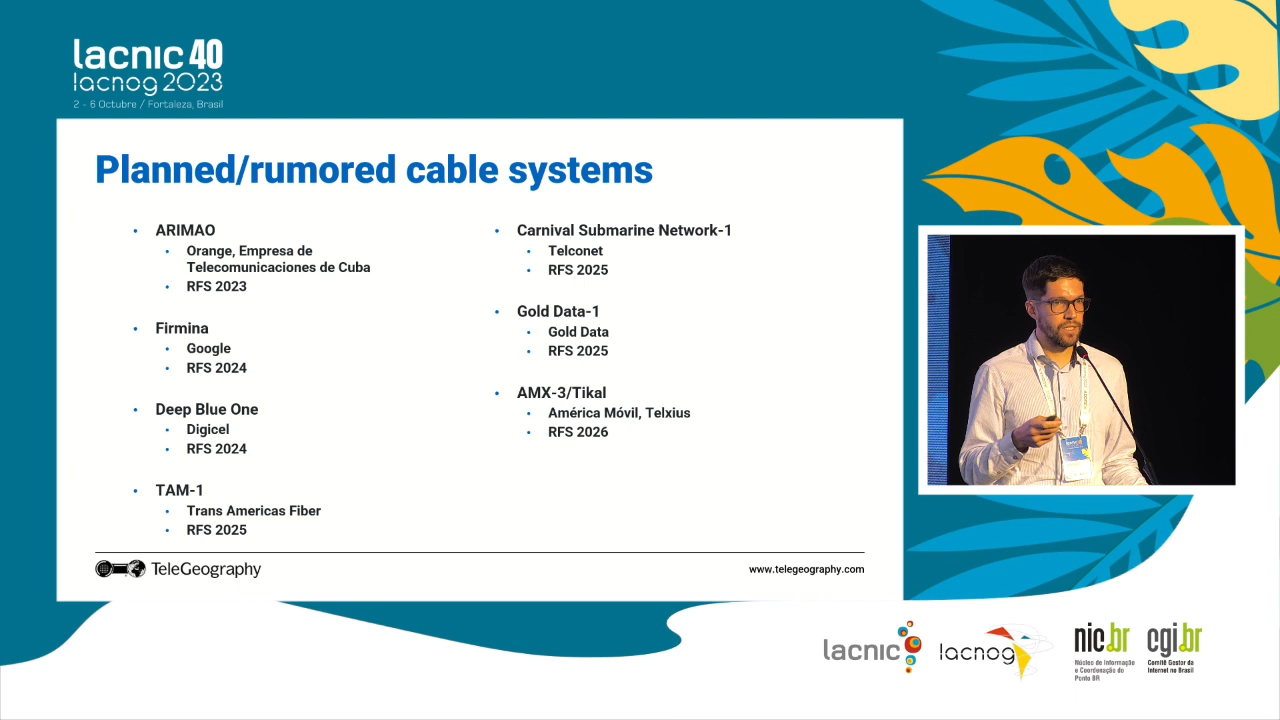 lacnic 40
lacnog 2023
2 - 6 Octubre / Fortaleza, Brasil
Planned/rumored cable systems
• ARIMAO
• Orange, Empresa de
Telecomunicaciones de Cuba
• RFS 2023
• Firmina
• Google
• RFS 2024
• Deep Blue One
• Digicel
• RFS 2024
• TAM-1
• Trans Americas Fiber
• RFS 2025
• Carnival Submarine Network-1
• Telconet
• RFS 2025
• Gold Data-1
• Gold Data
• RFS 2025
• AMX-3/Tikal
• América Móvil, Telxius
• RFS 2026
TeleGeography
www.telegeography.com
lacnic
lacnog
nic.br
Núcleo de Informação
e Coordenação do
Ponto BR
cgi.br
Comitê Gestor da
Internet no Brasil